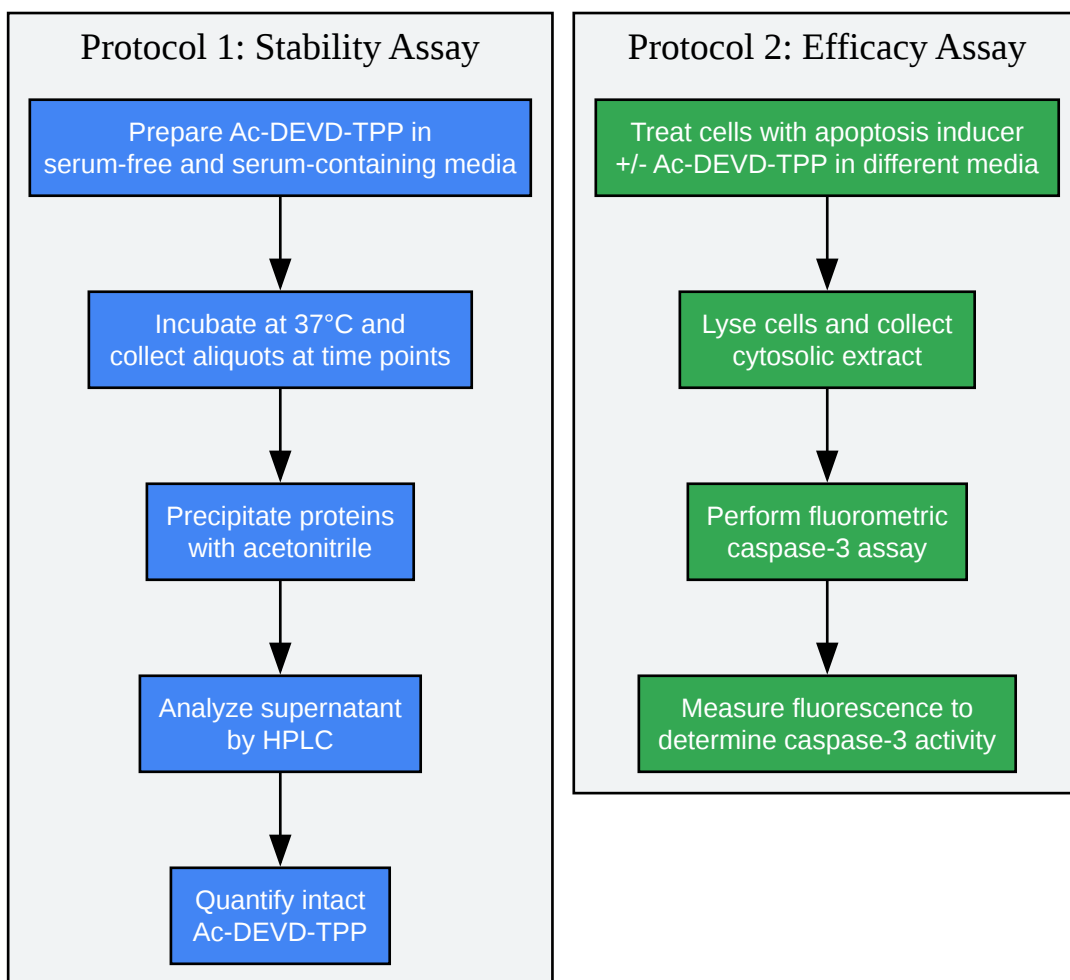 Protocol 1: Stability Assay
Prepare Ac-DEVD-TPP in
serum-free and serum-containing media
Incubate at 37°C and
collect aliquots at time points
Precipitate proteins
with acetonitrile
Analyze supernatant
by HPLC
Quantify intact
Ac-DEVD-TPP
Protocol 2: Efficacy Assay
Treat cells with apoptosis inducer
+/- Ac-DEVD-TPP in different media
Lyse cells and collect
cytosolic extract
Perform fluorometric
caspase-3 assay
Measure fluorescence to
determine caspase-3 activity